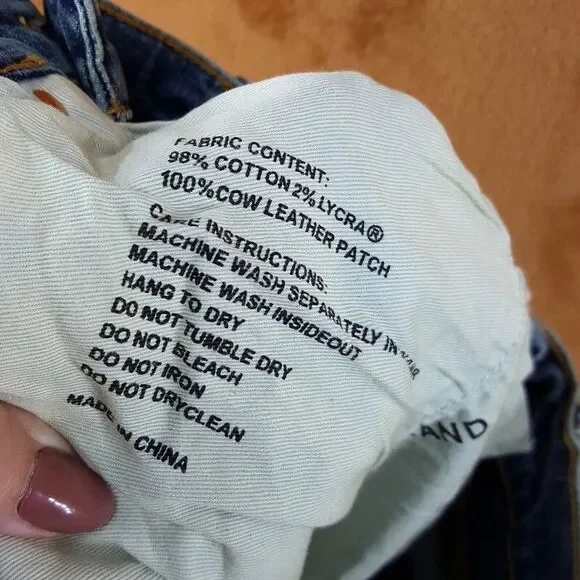 FABRIC CONTENT:
98% COTTON 2% LYCRA®
100%COW LEATHER PATCH
CARE INSTRUCTIONS:
MACHINE WASH SEPARATELY IN
MACHINE WASH INSIDEOUT
HANG TO DRY
DO NOT TUMBLE DRY
DO NOT BLEACH
DO NOT IRON
DO NOT DRYCLEAN
MADE IN CHINA
AND